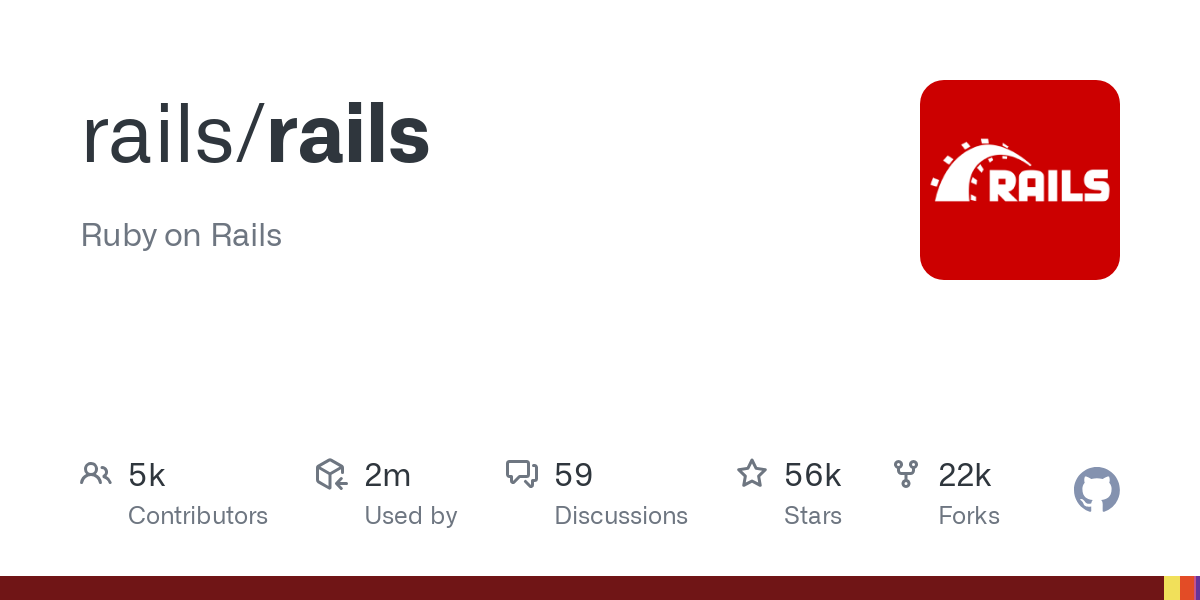 rails/rails
RAILS
Ruby on Rails
5k
Contributors
2m
Used by
59
Discussions
56k
Stars
22k
Forks